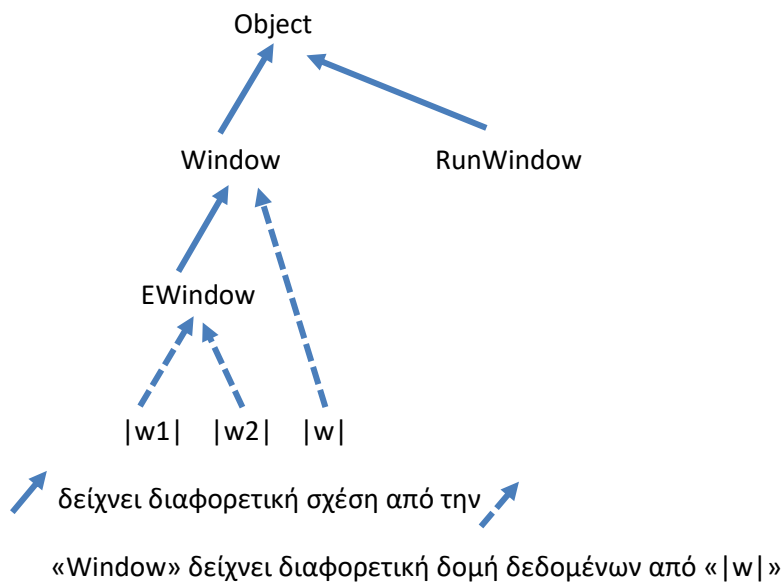 Object
Window RunWindow
EWindow
|w1| |w2| |w|
δείχνει διαφορετική σχέση από την
«Window» δείχνει διαφορετική δομή δεδομένων από «|w|»